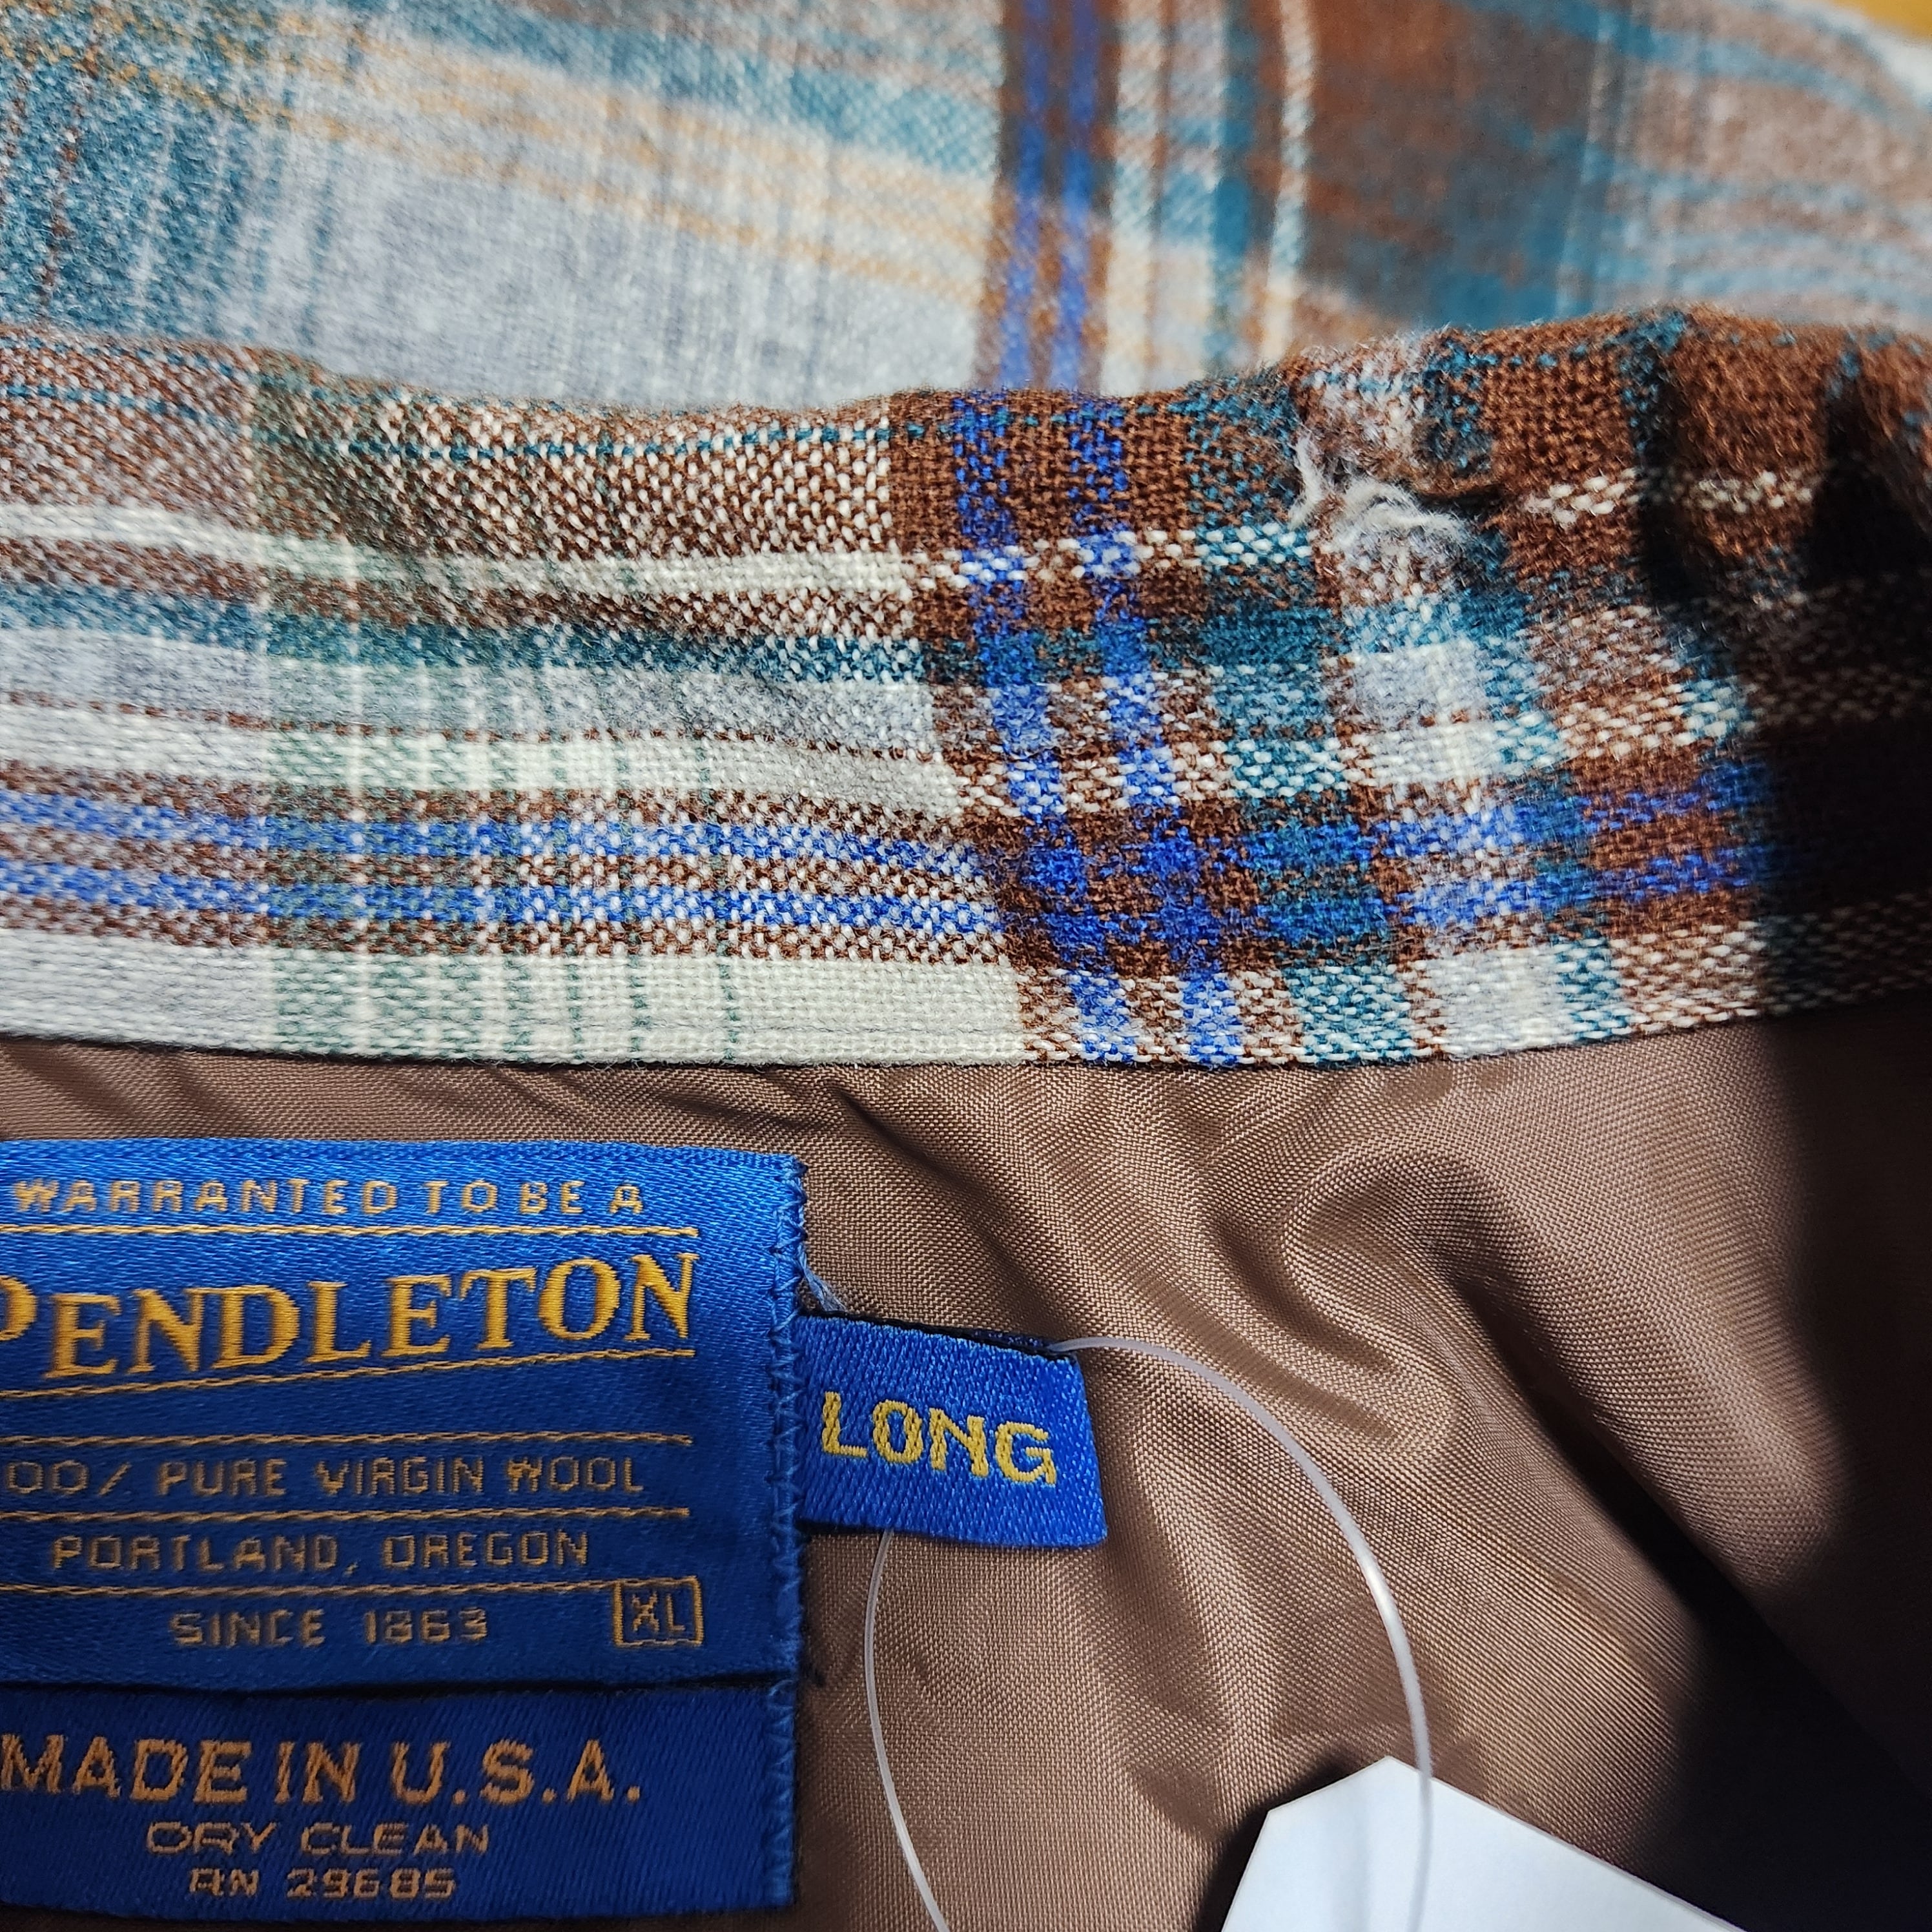 WARRANTED TO BE A
PENDLETON
LONG
00% PURE VIRGIN WOOL
PORTLAND, OREGON
SINCE 1863 XL
MADE IN U.S.A.
DRY CLEAN
RN 29685